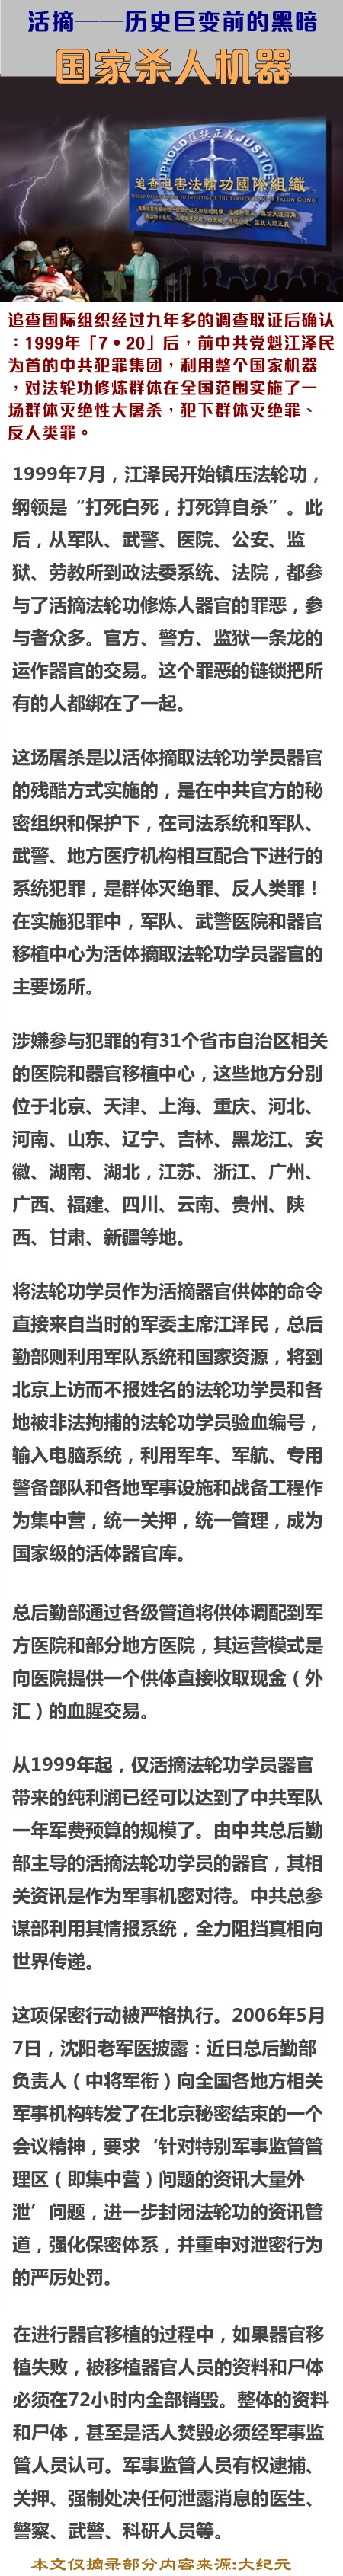 活摘——历史巨变前的黑暗
国家杀人机器
UPHOLD JUSTICE
匡扶正義
追查迫害法輪功國際組織
WORLD ORGANIZATION TO INVESTIGATE THE PERSECUTION OF FALUN GONG
追查国际组织经过九年多的调查取证后确认
：1999年「7•20」后，前中共党魁江泽民
为首的中共犯罪集团，利用整个国家机器
，对法轮功修炼群体在全国范围实施了一
场群体灭绝性大屠杀，犯下群体灭绝罪、
反人类罪。
1999年7月，江泽民开始镇压法轮功，
纲领是“打死白死，打死算自杀”。此
后，从军队、武警、医院、公安、监
狱、劳教所到政法委系统、法院，都参
与了活摘法轮功修炼人器官的罪恶，参
与者众多。官方、警方、监狱一条龙的
运作器官的交易。这个罪恶的链锁把所
有的人都绑在了一起。
这场屠杀是以活体摘取法轮功学员器官
的残酷方式实施的，是在中共官方的秘
密组织和保护下，在司法系统和军队、
武警、地方医疗机构相互配合下进行的
系统犯罪，是群体灭绝罪、反人类罪！
在实施犯罪中，军队、武警医院和器官
移植中心为活体摘取法轮功学员器官的
主要场所。
涉嫌参与犯罪的有31个省市自治区相关
的医院和器官移植中心，这些地方分别
位于北京、天津、上海、重庆、河北、
河南、山东、辽宁、吉林、黑龙江、安
徽、湖南、湖北，江苏、浙江、广州、
广西、福建、四川、云南、贵州、陕
西、甘肃、新疆等地。
将法轮功学员作为活摘器官供体的命令
直接来自当时的军委主席江泽民，总后
勤部则利用军队系统和国家资源，将到
北京上访而不报姓名的法轮功学员和各
地被非法拘捕的法轮功学员验血编号，
输入电脑系统，利用军车、军航、专用
警备部队和各地军事设施和战备工程作
为集中营，统一关押，统一管理，成为
国家级的活体器官库。
总后勤部通过各级管道将供体调配到军
方医院和部分地方医院，其运营模式是
向医院提供一个供体直接收取现金（外
汇）的血腥交易。
从1999年起，仅活摘法轮功学员器官
带来的纯利润已经可以达到了中共军队
一年军费预算的规模了。由中共总后勤
部主导的活摘法轮功学员的器官，其相
关资讯是作为军事机密对待。中共总参
谋部利用其情报系统，全力阻挡真相向
世界传递。
这项保密行动被严格执行。2006年5月
7日，沈阳老军医披露：近日总后勤部
负责人（中将军衔）向全国各地方相关
军事机构转发了在北京秘密结束的一个
会议精神，要求‘针对特别军事监管管
理区（即集中营）问题的资讯大量外
泄’问题，进一步封闭法轮功的资讯管
道，强化保密体系，并重申对泄密行为
的严厉处罚。
在进行器官移植的过程中，如果器官移
植失败，被移植器官人员的资料和尸体
必须在72小时内全部销毁。整体的资料
和尸体，甚至是活人焚毁必须经军事监
管人员认可。军事监管人员有权逮捕、
关押、强制处决任何泄露消息的医生、
警察、武警、科研人员等。
本文仅摘录部分内容来源:大纪元